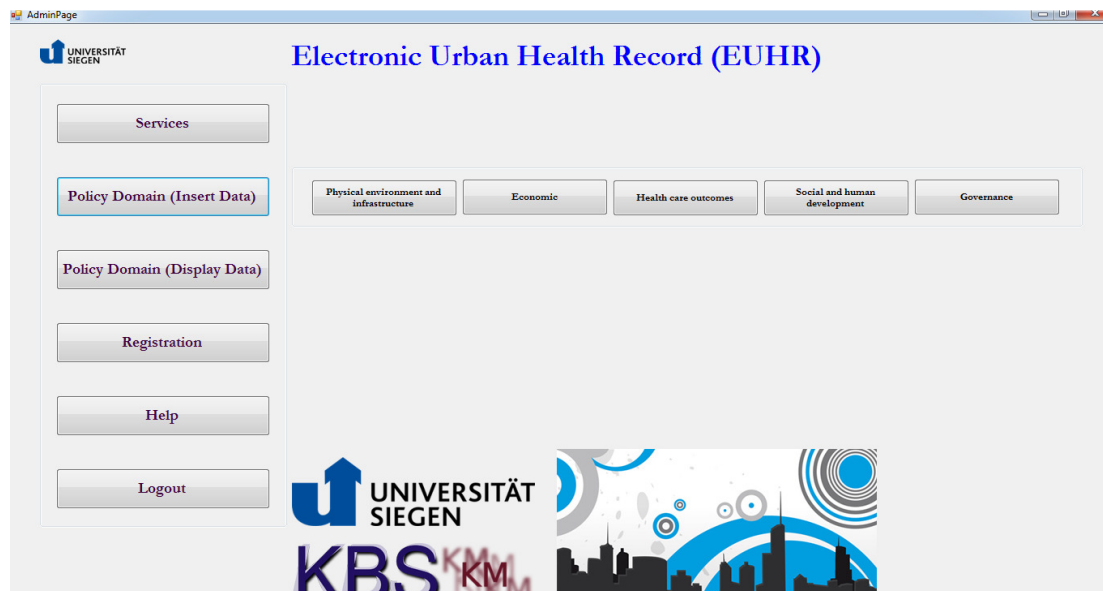 AdminPage
UNIVERSITÄT
SIEGEN
Electronic Urban Health Record (EUHR)
Services
Policy Domain (Insert Data)
Policy Domain (Display Data)
Registration
Help
Logout
Physical environment and
infrastructure
Economic
Health care outcomes
Social and human
development
Governance
UNIVERSITÄT
SIEGEN
KBS
KM